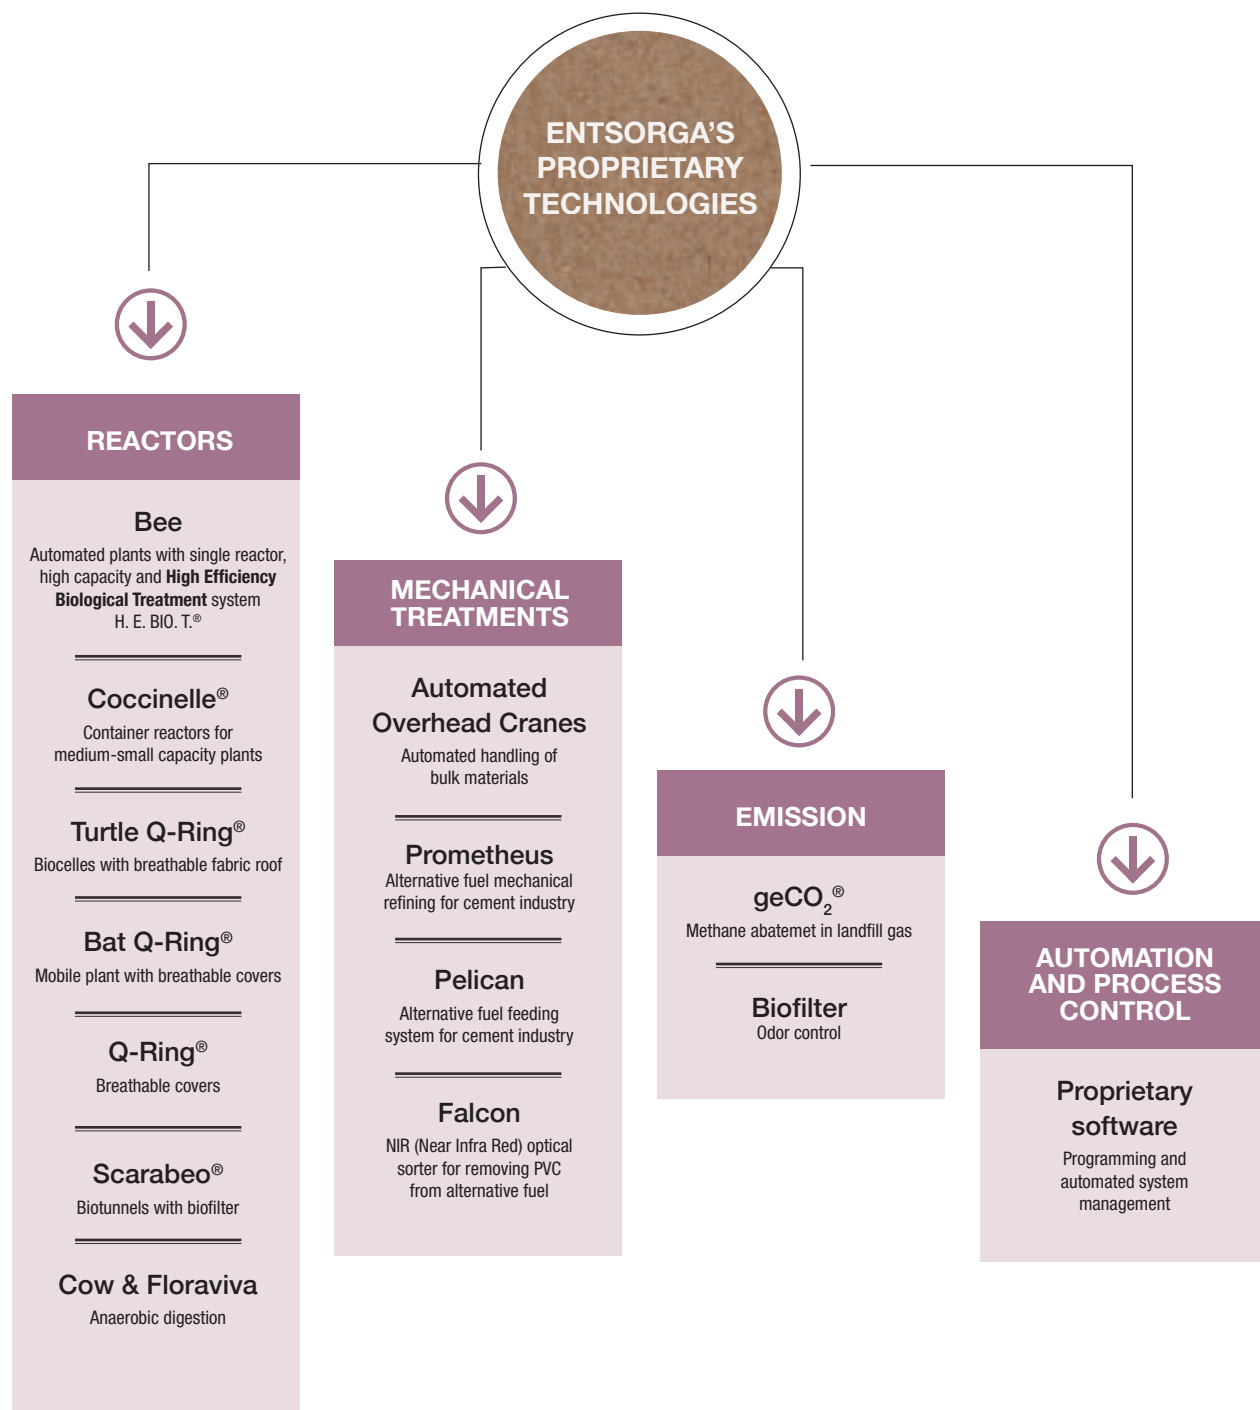 ENTSORGA'S
PROPRIETARY
TECHNOLOGIES
REACTORS
Bee
Automated plants with single reactor,
high capacity and High Efficiency
Biological Treatment system
H. E. BIO. T.®
Coccinelle®
Container reactors for
medium-small capacity plants
Turtle Q-Ring®
Biocelles with breathable fabric roof
Bat Q-Ring®
Mobile plant with breathable covers
Q-Ring®
Breathable covers
Scarabeo®
Biotunnels with biofilter
Cow & Floraviva
Anaerobic digestion
MECHANICAL
TREATMENTS
Automated
Overhead Cranes
Automated handling of
bulk materials
Prometheus
Alternative fuel mechanical
refining for cement industry
Pelican
Alternative fuel feeding
system for cement industry
Falcon
NIR (Near Infra Red) optical
sorter for removing PVC
from alternative fuel
EMISSION
geCO₂®
Methane abatemet in landfill gas
Biofilter
Odor control
AUTOMATION
AND PROCESS
CONTROL
Proprietary
software
Programming and
automated system
management